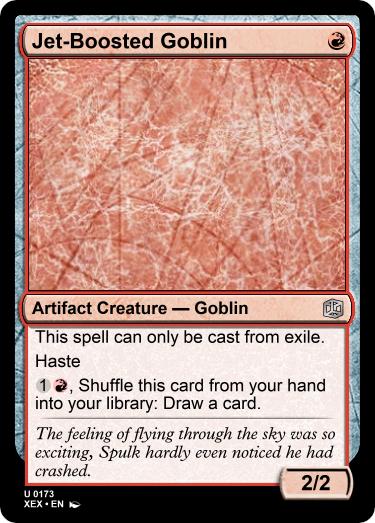 Jet-Boosted Goblin
Artifact Creature — Goblin
This spell can only be cast from exile.
Haste
1R, Shuffle this card from your hand
into your library: Draw a card.
The feeling of flying through the sky was so
exciting, Spulk hardly even noticed he had
crashed.
2/2
U 0173
XEX • EN